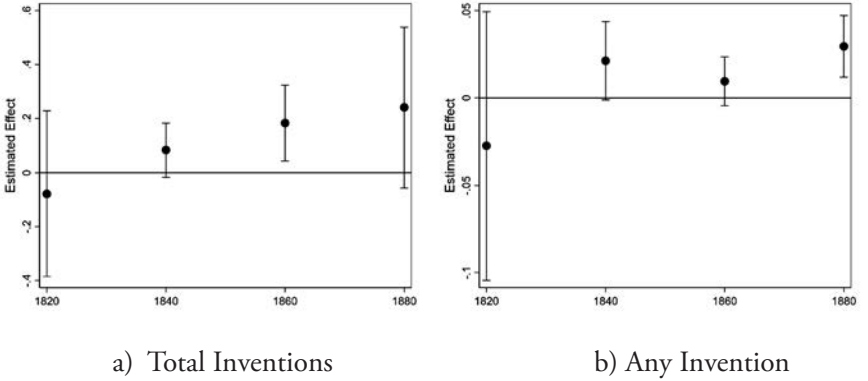 Estimated Effect
.6
.4
.2
0
-.2
-.4
1820 1840 1860 1880
a) Total Inventions
Estimated Effect
.05
0
-.05
-.1
1820 1840 1860 1880
b) Any Invention